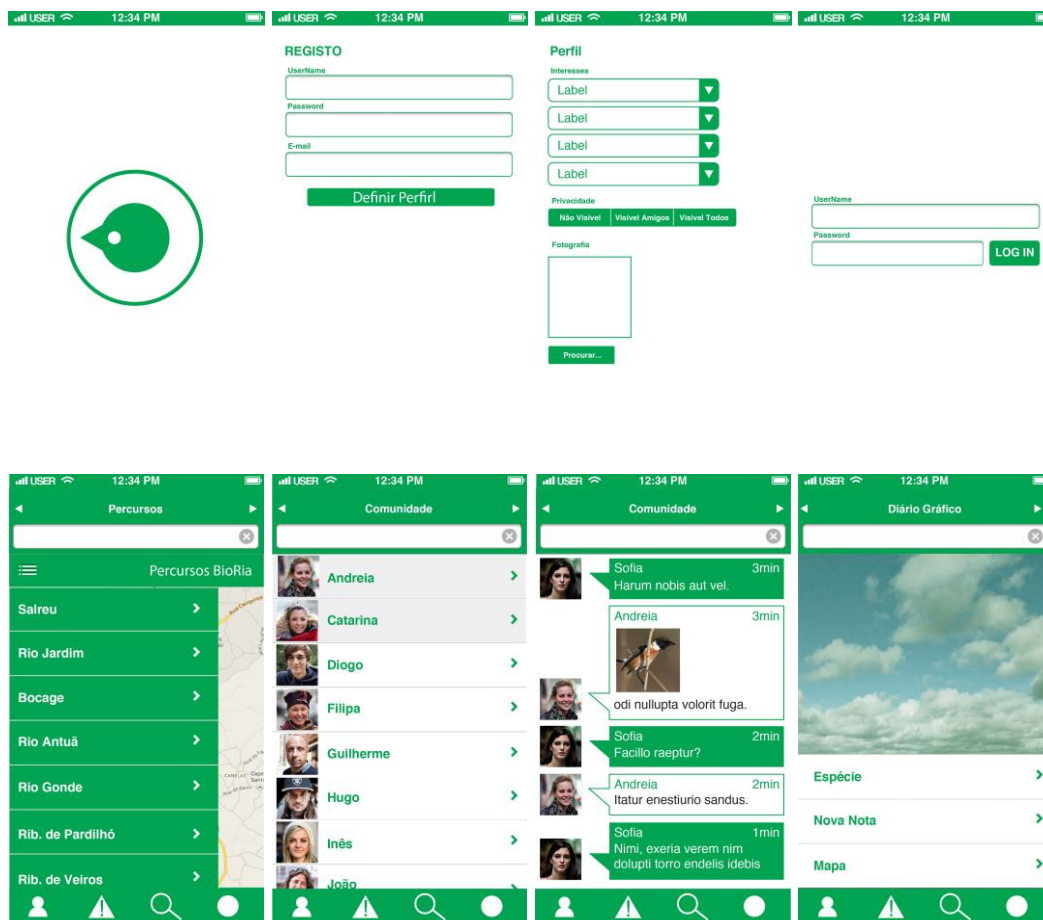 USER 12:34 PM
USER 12:34 PM
REGISTO
UserName
Password
E-mail
Definir Perfirl
USER 12:34 PM
Perfil
Interesses
Label
Label
Label
Label
Privacidade
Não Visivel Visivel Amigos Visivel Todos
Fotografia
Procurar...
USER 12:34 PM
UserName
Password
LOG IN
USER 12:34 PM
Percursos
Percursos BioRia
Salreu
Rio Jardim
Bocage
Rio Antuã
Rio Gonde
Rib. de Pardilhó
Rib. de Veiros
USER 12:34 PM
Comunidade
Andreia
Catarina
Diogo
Filipa
Guilherme
Hugo
Inês
João
USER 12:34 PM
Comunidade
Sofia 3min
Harum nobis aut vel.
Andreia 3min
odi nullupta volorit fuga.
Sofia 2min
Facillo raeptur?
Andreia 2min
Itatur enestiurio sandus.
Sofia 1min
Nimi, exeria verem nim
dolupti torro endelis idebis
USER 12:34 PM
Diário Gráfico
Espécie
Nova Nota
Mapa